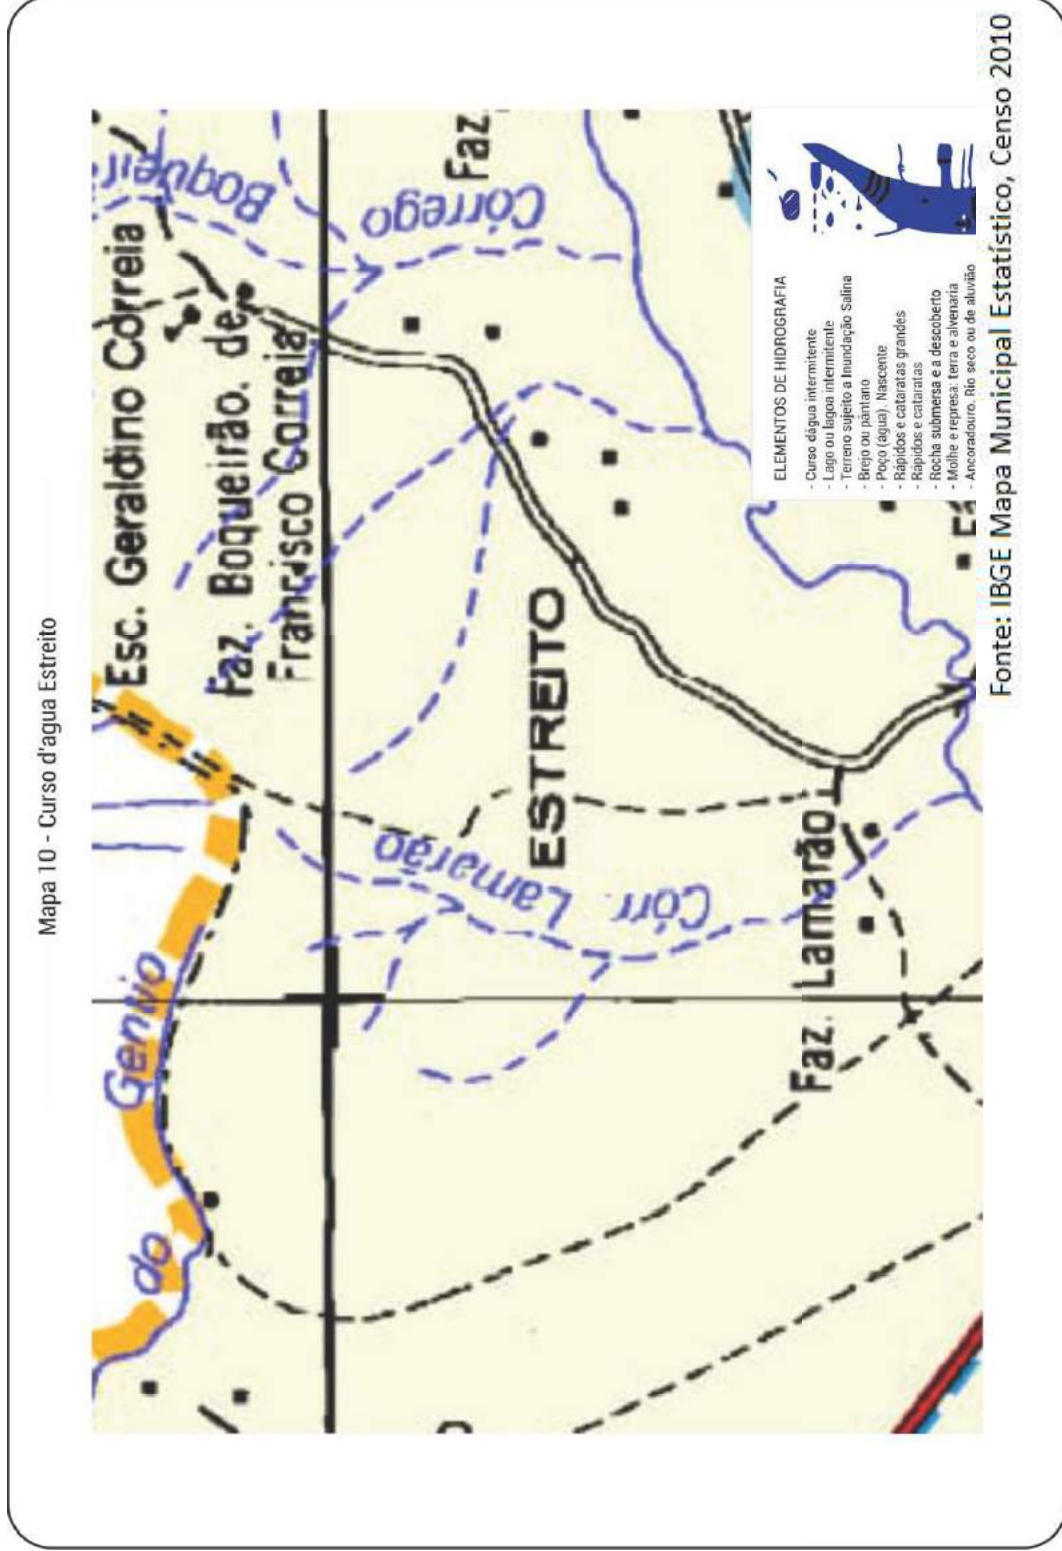 Mapa 10 - Curso d'agua Estreito
Esc. Geraldino Correia
Faz. Boqueirão. de
Francisco Correia
Boqueir
Córrego
Faz.
do
Genlio
ESTREITO
Córr. Lamarão
Faz. Lamarão
ELEMENTOS DE HIDROGRAFIA
- Curso dágua intermitente
- Lago ou lagoa intermitente
- Terreno sujeito a Inundação Salina
- Brejo ou pântano
- Poço (água). Nascente
- Rápidos e cataratas grandes
- Rápidos e cataratas
- Rocha submersa e a descoberto
- Molhe e represa: terra e alvenaria
- Ancoradouro. Rio seco ou de aluvião
Fonte: IBGE Mapa Municipal Estatístico, Censo 2010